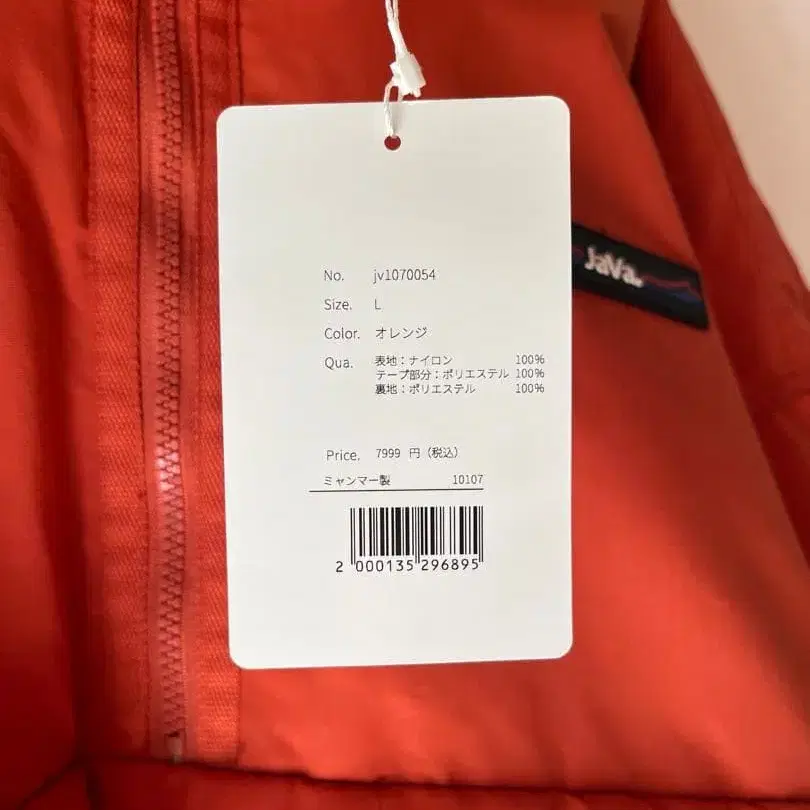 No. jv1070054
JaVa.
Size. L
Color. オレンジ
Qua. 表地：ナイロン 100%
テープ部分：ポリエステル 100%
裏地：ポリエステル 100%
Price. 7999 円（税込）
ミャンマー製 10107
2 000135 296895